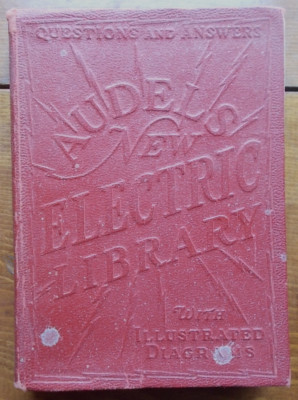 QUESTIONS AND ANSWERS
AUDELS
NEW
ELECTRIC
LIBRARY
WITH
ILLUSTRATED
DIAGRAMS